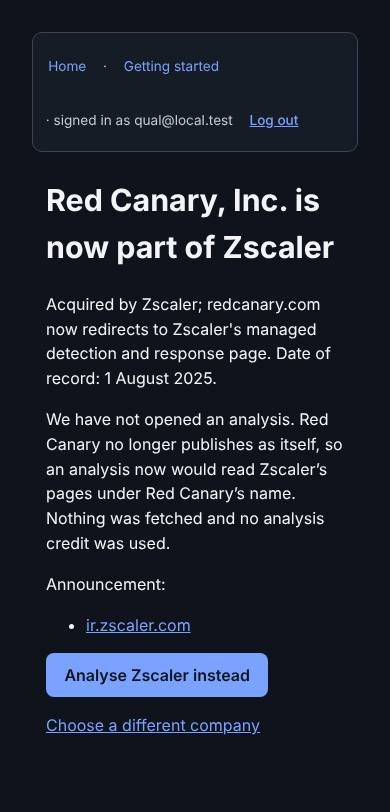 Home · Getting started
· signed in as qual@local.test Log out
Red Canary, Inc. is
now part of Zscaler
Acquired by Zscaler; redcanary.com
now redirects to Zscaler's managed
detection and response page. Date of
record: 1 August 2025.
We have not opened an analysis. Red
Canary no longer publishes as itself, so
an analysis now would read Zscaler’s
pages under Red Canary’s name.
Nothing was fetched and no analysis
credit was used.
Announcement:
• ir.zscaler.com
Analyse Zscaler instead
Choose a different company